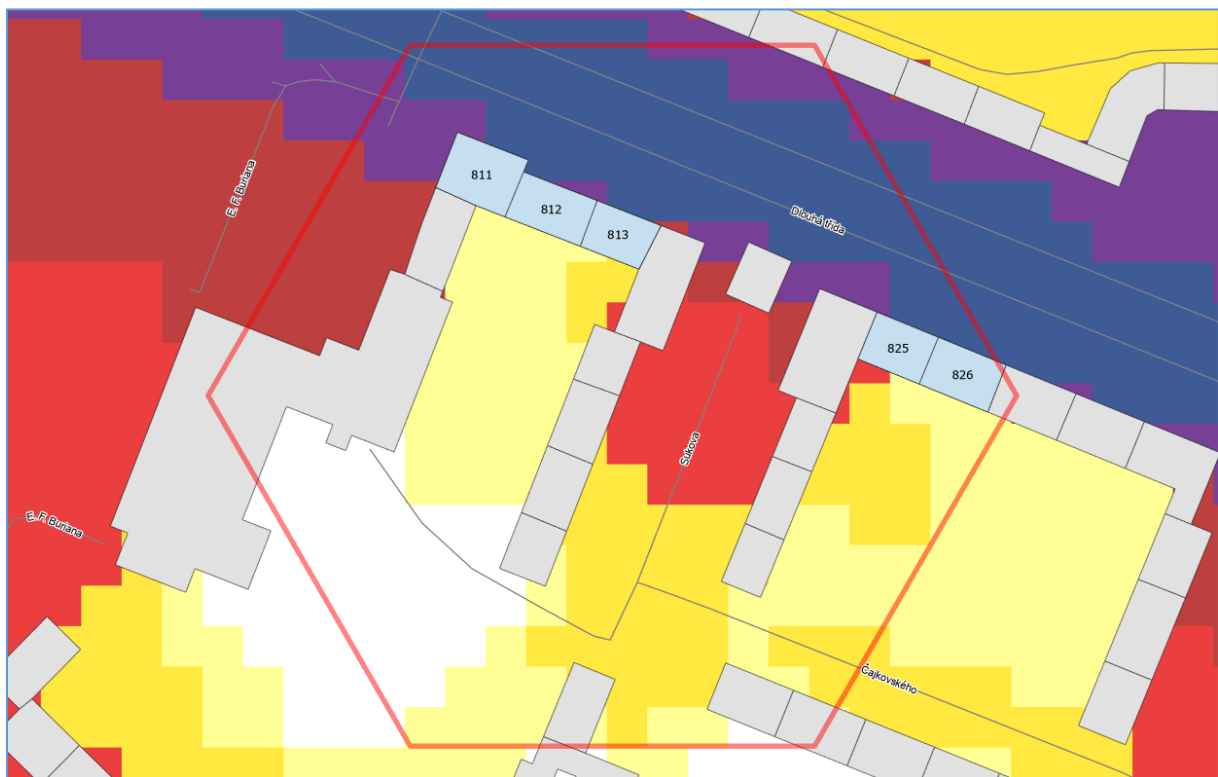 E. F. Buriana
811
812
813
Dlouhá třída
825
826
Sukova
E. F. Buriana
Čajkovského